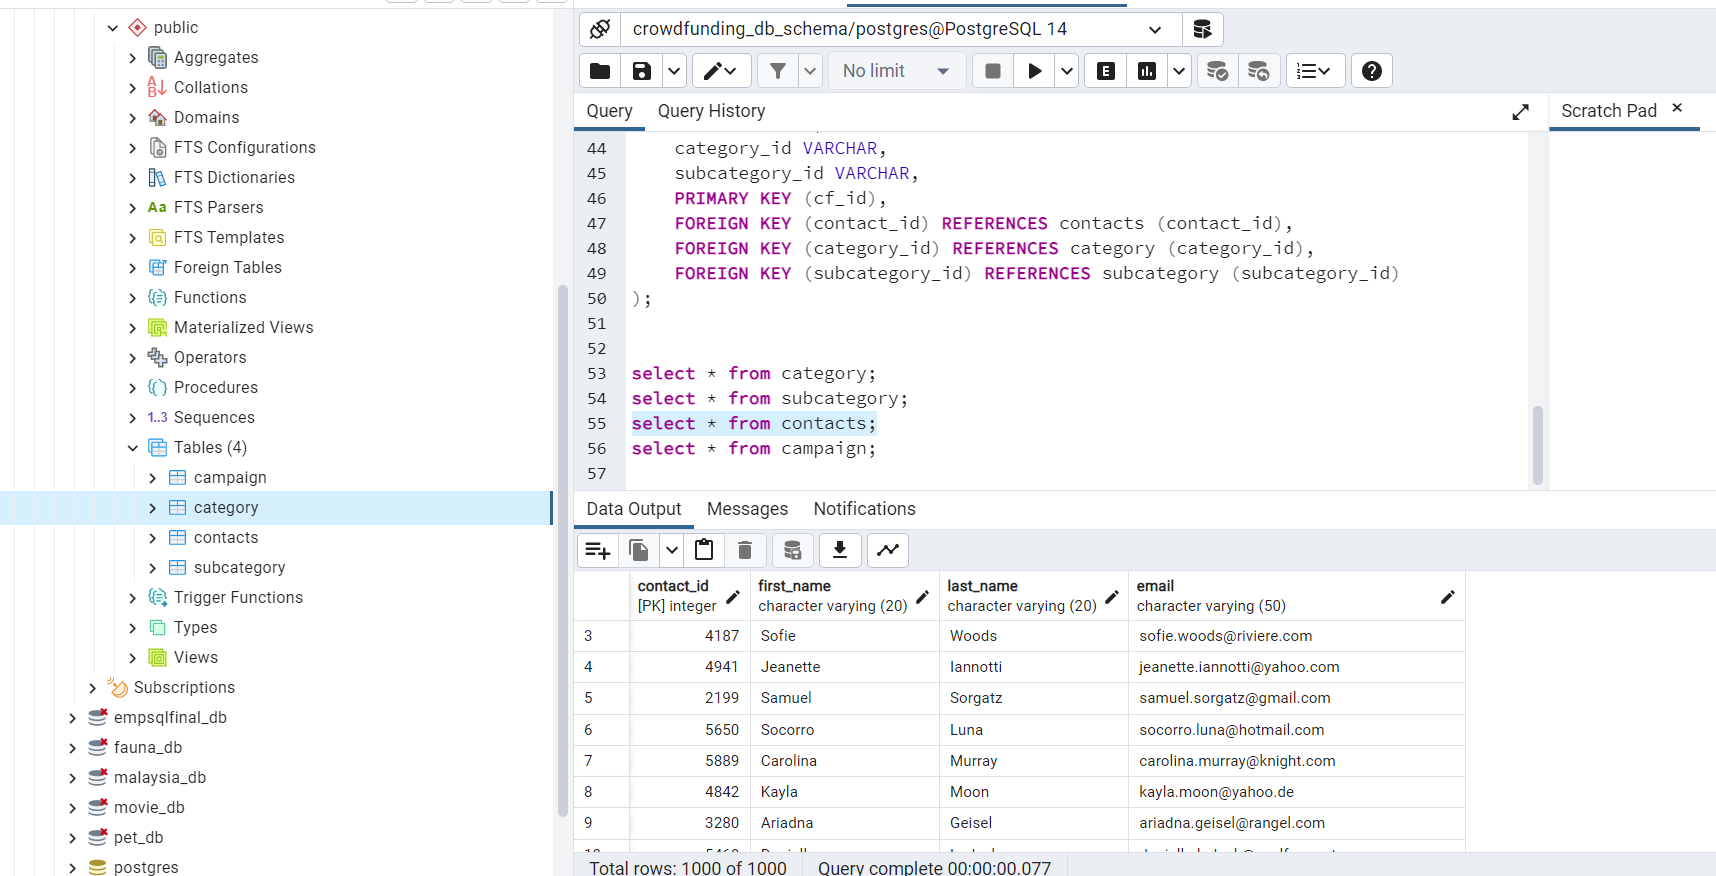 public
Aggregates
Collations
Domains
FTS Configurations
FTS Dictionaries
Aa FTS Parsers
FTS Templates
Foreign Tables
Functions
Materialized Views
Operators
Procedures
1..3 Sequences
Tables (4)
campaign
category
contacts
subcategory
Trigger Functions
Types
Views
Subscriptions
empsqlfinal_db
fauna_db
malaysia_db
movie_db
pet_db
postgres
crowdfunding_db_schema/postgres@PostgreSQL 14
No limit
E
Query Query History
Scratch Pad
44 category_id VARCHAR,
45 subcategory_id VARCHAR,
46 PRIMARY KEY (cf_id),
47 FOREIGN KEY (contact_id) REFERENCES contacts (contact_id),
48 FOREIGN KEY (category_id) REFERENCES category (category_id),
49 FOREIGN KEY (subcategory_id) REFERENCES subcategory (subcategory_id)
50 );
51
52
53 select * from category;
54 select * from subcategory;
55 select * from contacts;
56 select * from campaign;
57
Data Output Messages Notifications
contact_id first_name last_name email
[PK] integer character varying (20) character varying (20) character varying (50)
3 4187 Sofie Woods sofie.woods@riviere.com
4 4941 Jeanette Iannotti jeanette.iannotti@yahoo.com
5 2199 Samuel Sorgatz samuel.sorgatz@gmail.com
6 5650 Socorro Luna socorro.luna@hotmail.com
7 5889 Carolina Murray carolina.murray@knight.com
8 4842 Kayla Moon kayla.moon@yahoo.de
9 3280 Ariadna Geisel ariadna.geisel@rangel.com
Total rows: 1000 of 1000 Query complete 00:00:00.077